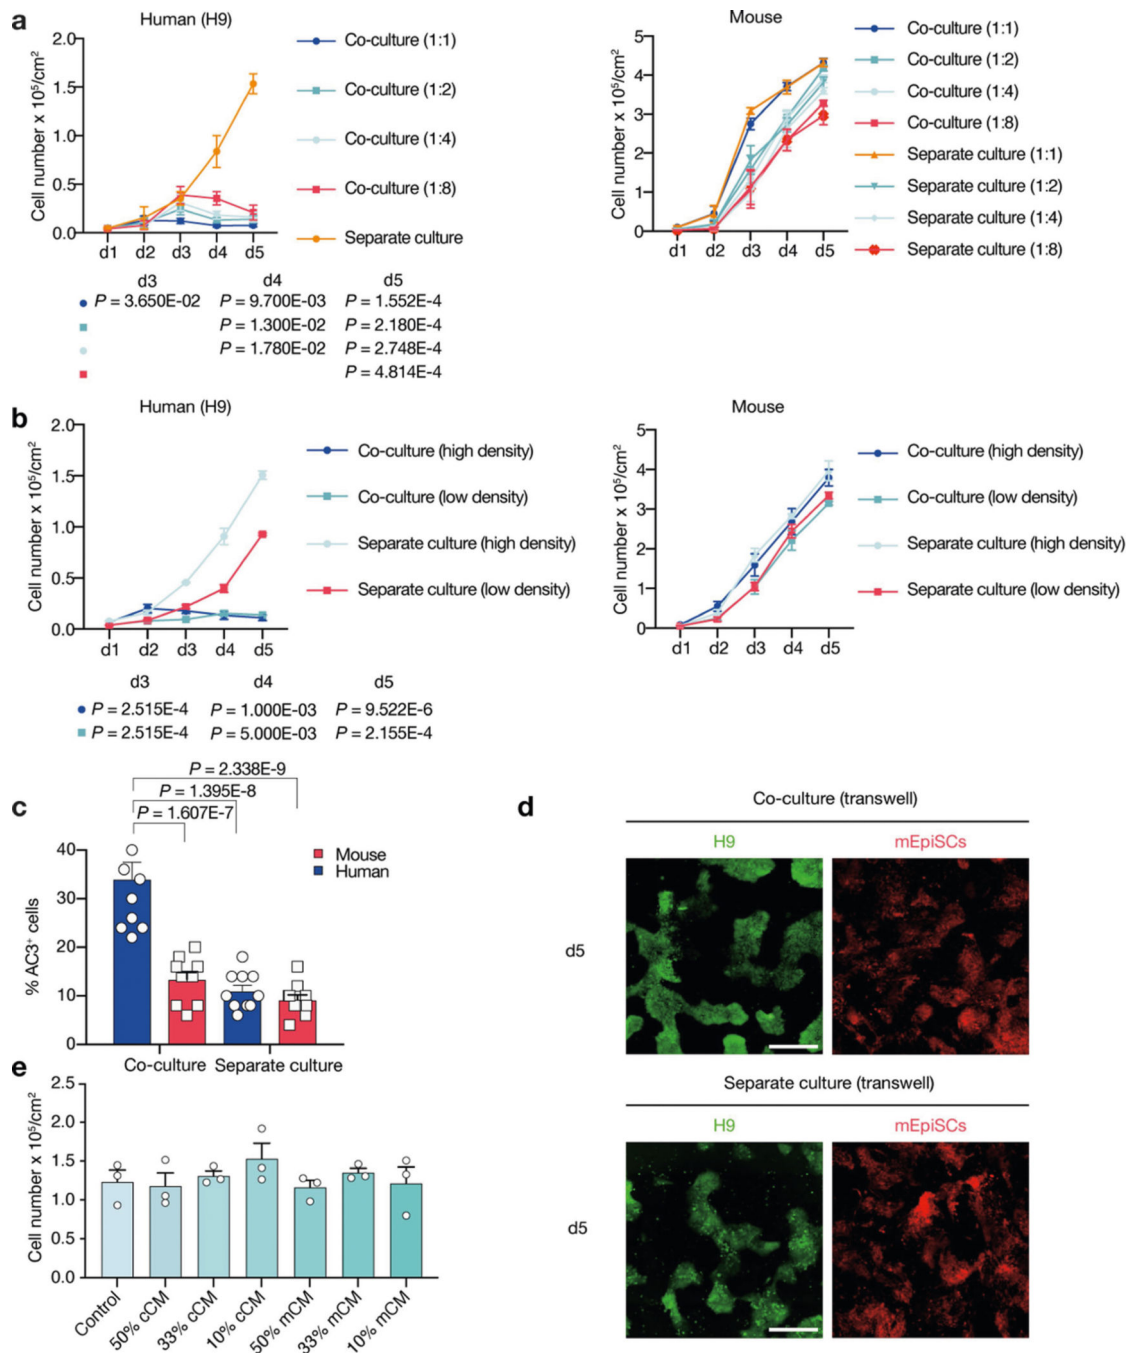 a
Human (H9)
Cell number x 10⁵/cm²
2.0
1.5
1.0
0.5
0.0
d1 d2 d3 d4 d5
Co-culture (1:1)
Co-culture (1:2)
Co-culture (1:4)
Co-culture (1:8)
Separate culture
d3 d4 d5
P = 3.650E-02 P = 9.700E-03 P = 1.552E-4
P = 1.300E-02 P = 2.180E-4
P = 1.780E-02 P = 2.748E-4
P = 4.814E-4
Mouse
Cell number x 10⁵/cm²
5
4
3
2
1
0
d1 d2 d3 d4 d5
Co-culture (1:1)
Co-culture (1:2)
Co-culture (1:4)
Co-culture (1:8)
Separate culture (1:1)
Separate culture (1:2)
Separate culture (1:4)
Separate culture (1:8)
b
Human (H9)
Cell number x 10⁵/cm²
2.0
1.5
1.0
0.5
0.0
d1 d2 d3 d4 d5
Co-culture (high density)
Co-culture (low density)
Separate culture (high density)
Separate culture (low density)
d3 d4 d5
P = 2.515E-4 P = 1.000E-03 P = 9.522E-6
P = 2.515E-4 P = 5.000E-03 P = 2.155E-4
Mouse
Cell number x 10⁵/cm²
5
4
3
2
1
0
d1 d2 d3 d4 d5
Co-culture (high density)
Co-culture (low density)
Separate culture (high density)
Separate culture (low density)
c
P = 2.338E-9
P = 1.395E-8
P = 1.607E-7
% AC3⁺ cells
40
30
20
10
0
Mouse
Human
Co-culture Separate culture
d
Co-culture (transwell)
H9 mEpiSCs
d5
Separate culture (transwell)
H9 mEpiSCs
d5
e
Cell number x 10⁵/cm²
2.5
2.0
1.5
1.0
0.5
0.0
Control
50% cCM
33% cCM
10% cCM
50% mCM
33% mCM
10% mCM